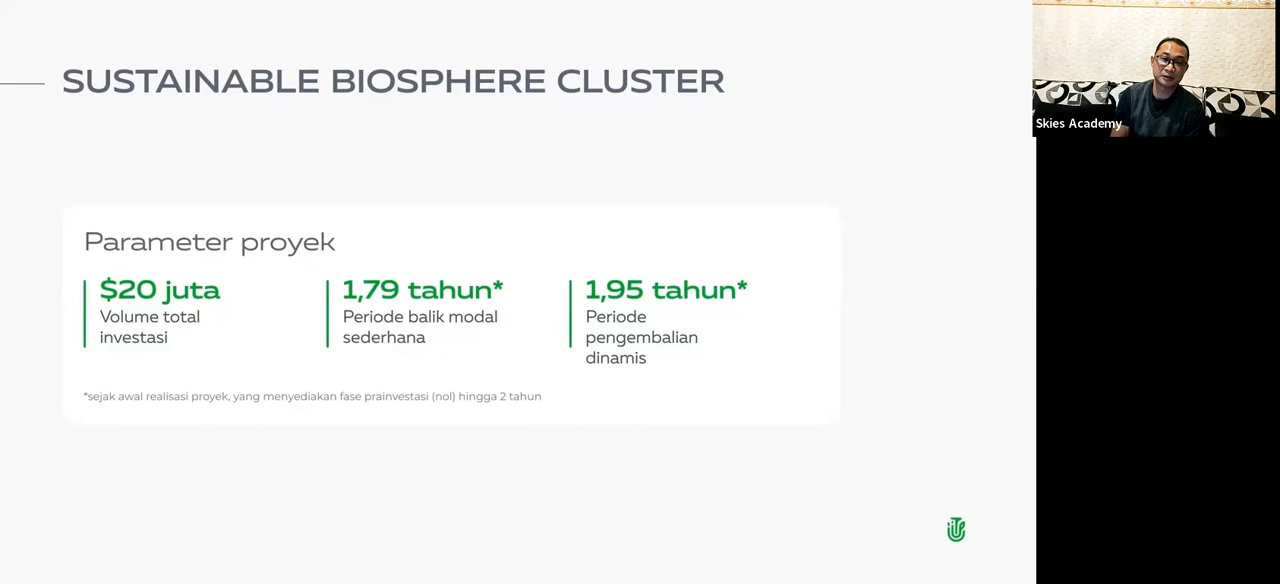 SUSTAINABLE BIOSPHERE CLUSTER
Skies Academy
Parameter proyek
$20 juta
Volume total
investasi
1,79 tahun*
Periode balik modal
sederhana
1,95 tahun*
Periode
pengembalian
dinamis
*sejak awal realisasi proyek, yang menyediakan fase prainvestasi (nol) hingga 2 tahun